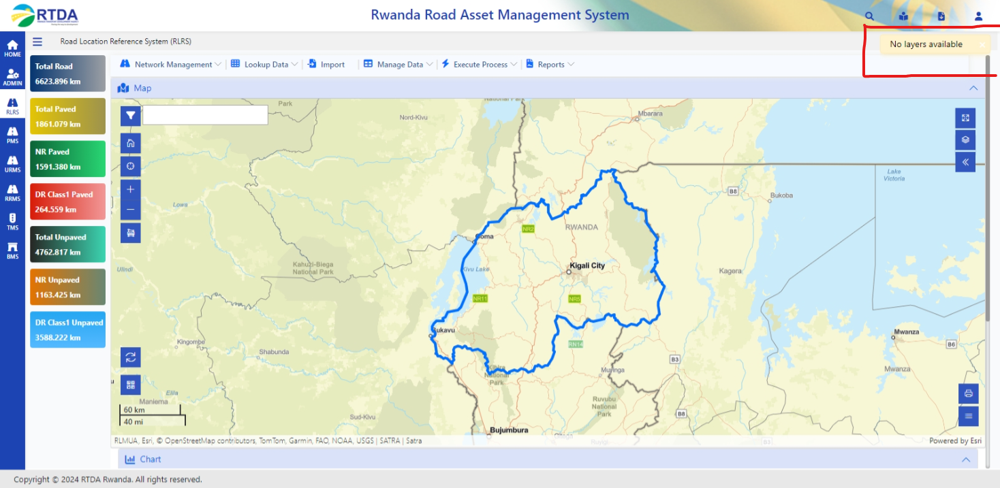 RTDA
Rwanda Road Asset Management System
No layers available
HOME
ADMIN
RLRS
PMS
URMS
RRMS
TMS
BMS
Road Location Reference System (RLRS)
Network Management
Lookup Data
Import
Manage Data
Execute Process
Reports
Total Road
6623.896 km
Total Paved
1861.079 km
NR Paved
1591.380 km
DR Class1 Paved
264.559 km
Total Unpaved
4762.817 km
NR Unpaved
1163.425 km
DR Class1 Unpaved
3588.222 km
Map
Park
National Park
Nord-Kivu
Mbarara
Lake
Victoria
B8
Bukoba
Lowa
NR2
RWANDA
Goma
Kahuzi-Biega
National Park
Kivu Lake
Kigali City
Ulindi
Kagera
NR11
NR5
Bukavu
Mwanza
Kingombe
Shabunda
RN14
B6
B3
Mwanza
Kibira
National
Park
Muyinga
Elila
Maniema
Ruvubu
National
Park
60 km
40 mi
Sud-Kivu
B8
Bujumbura
Ruyigi
B3
RLMUA, Esri, © OpenStreetMap contributors, TomTom, Garmin, FAO, NOAA, USGS | SATRA | Satra
Powered by Esri
Chart
Copyright © 2024 RTDA Rwanda. All rights reserved.